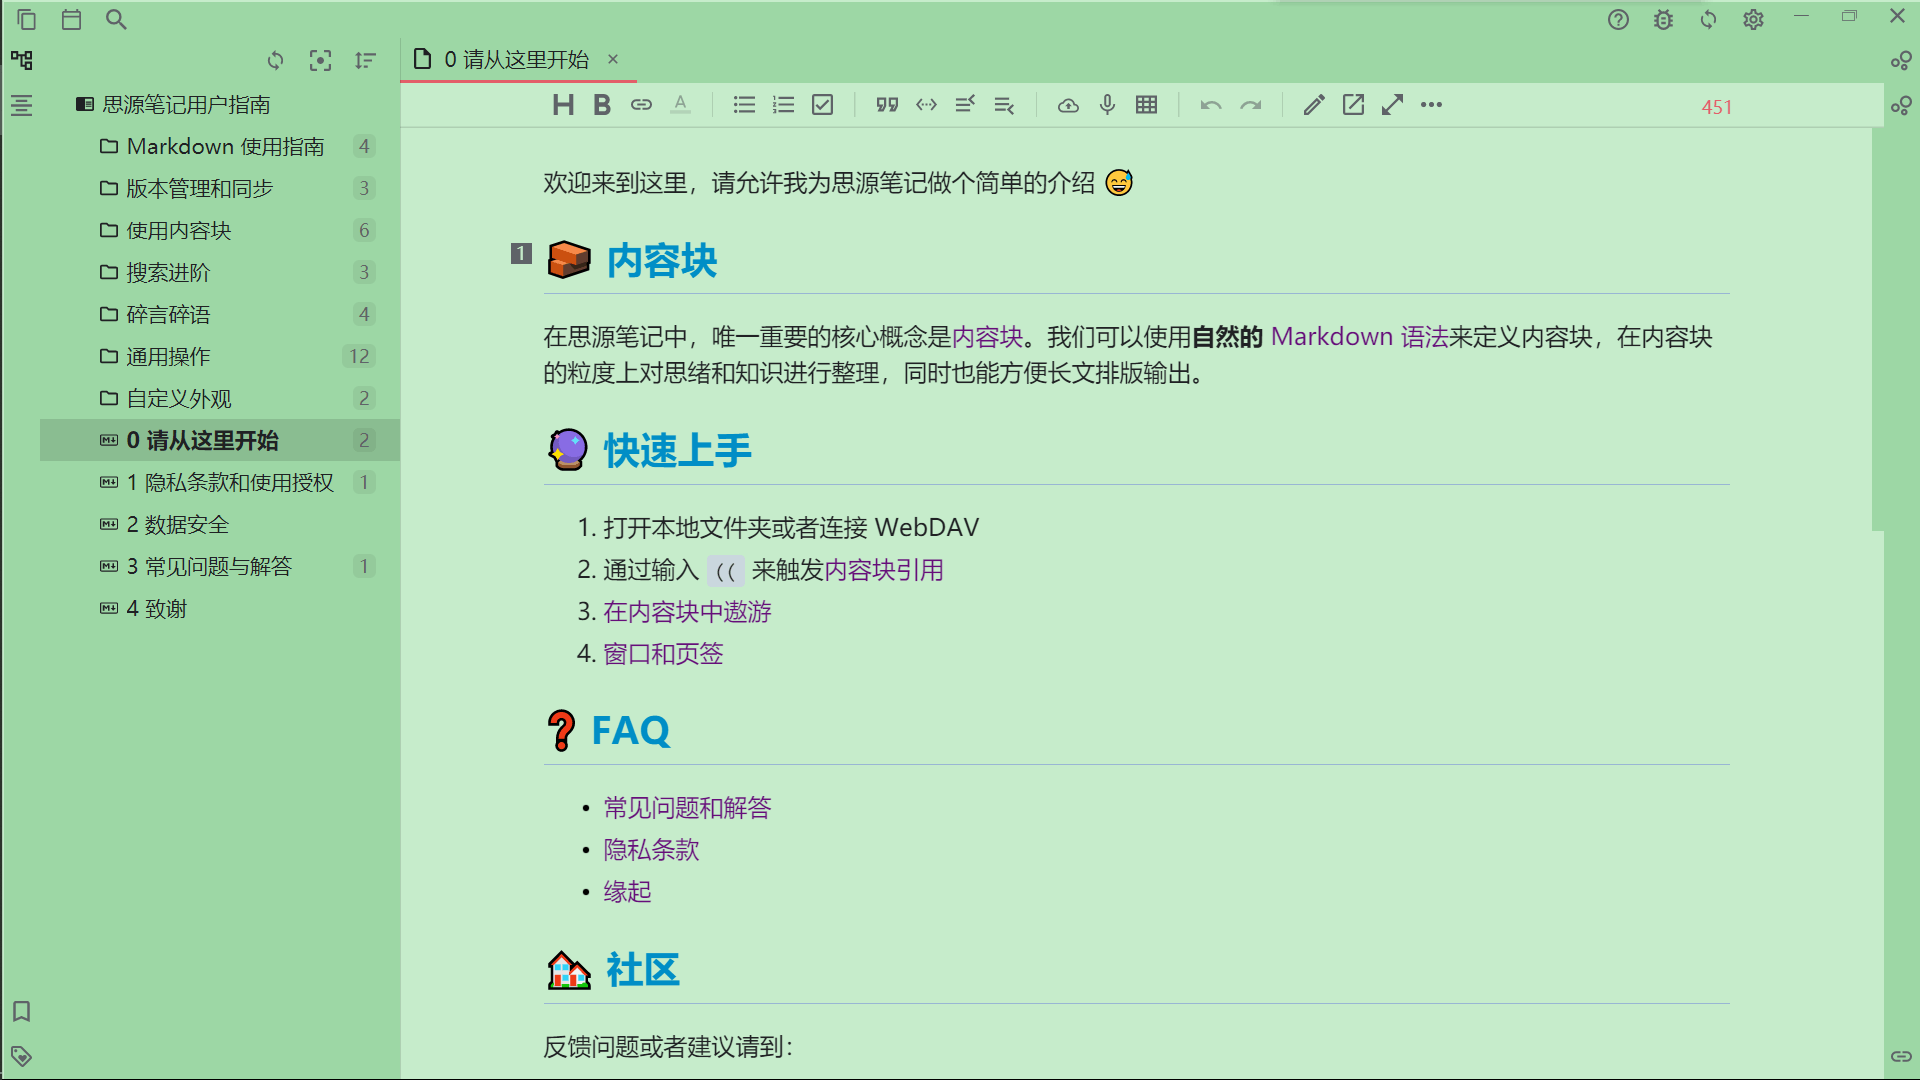 0 请从这里开始
思源笔记用户指南
Markdown 使用指南 4
版本管理和同步 3
使用内容块 6
搜索进阶 3
碎言碎语 4
通用操作 12
自定义外观 2
0 请从这里开始 2
1 隐私条款和使用授权 1
2 数据安全
3 常见问题与解答 1
4 致谢
H B A 451
欢迎来到这里，请允许我为思源笔记做个简单的介绍 😅
1 内容块
在思源笔记中，唯一重要的核心概念是内容块。我们可以使用自然的 Markdown 语法来定义内容块，在内容块
的粒度上对思绪和知识进行整理，同时也能方便长文排版输出。
快速上手
1. 打开本地文件夹或者连接 WebDAV
2. 通过输入 (( 来触发内容块引用
3. 在内容块中遨游
4. 窗口和页签
❓ FAQ
• 常见问题和解答
• 隐私条款
• 缘起
社区
反馈问题或者建议请到：